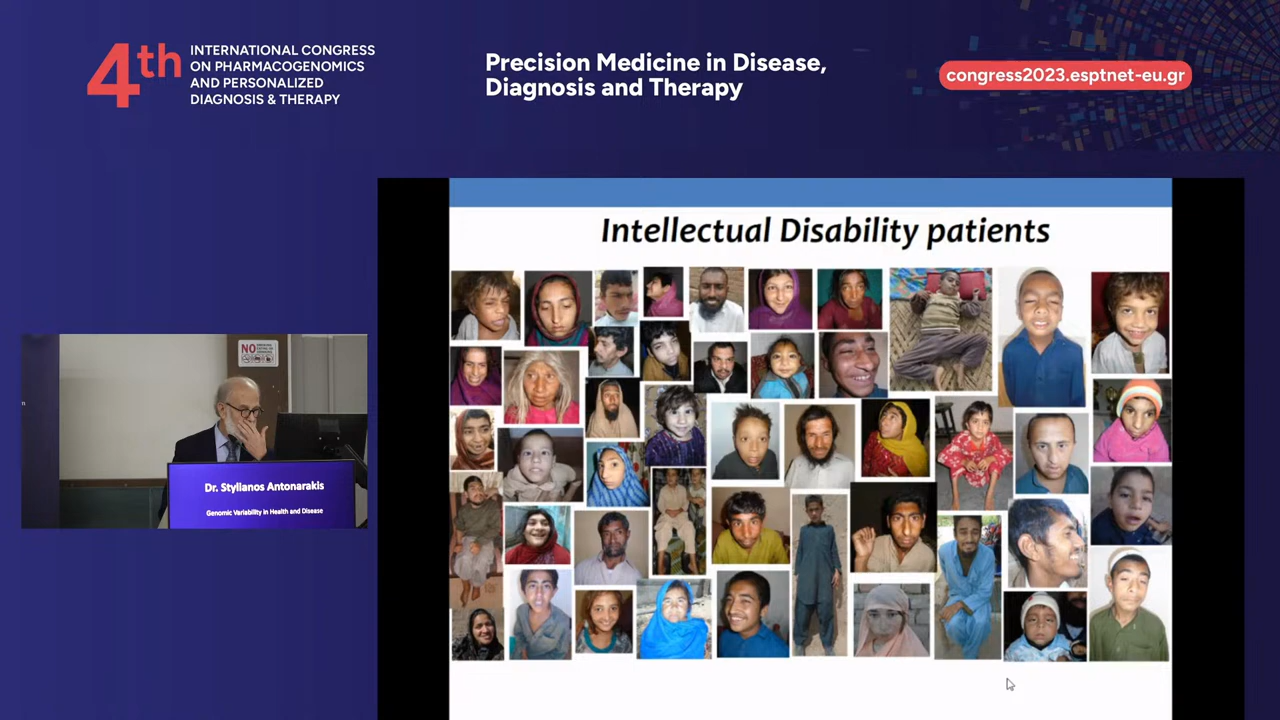 4th
INTERNATIONAL CONGRESS
ON PHARMACOGENOMICS
AND PERSONALIZED
DIAGNOSIS & THERAPY
Precision Medicine in Disease,
Diagnosis and Therapy
congress2023.esptnet-eu.gr
Intellectual Disability patients
NO
Dr. Stylianos Antonarakis
Genomic Veriability in Health and Disease